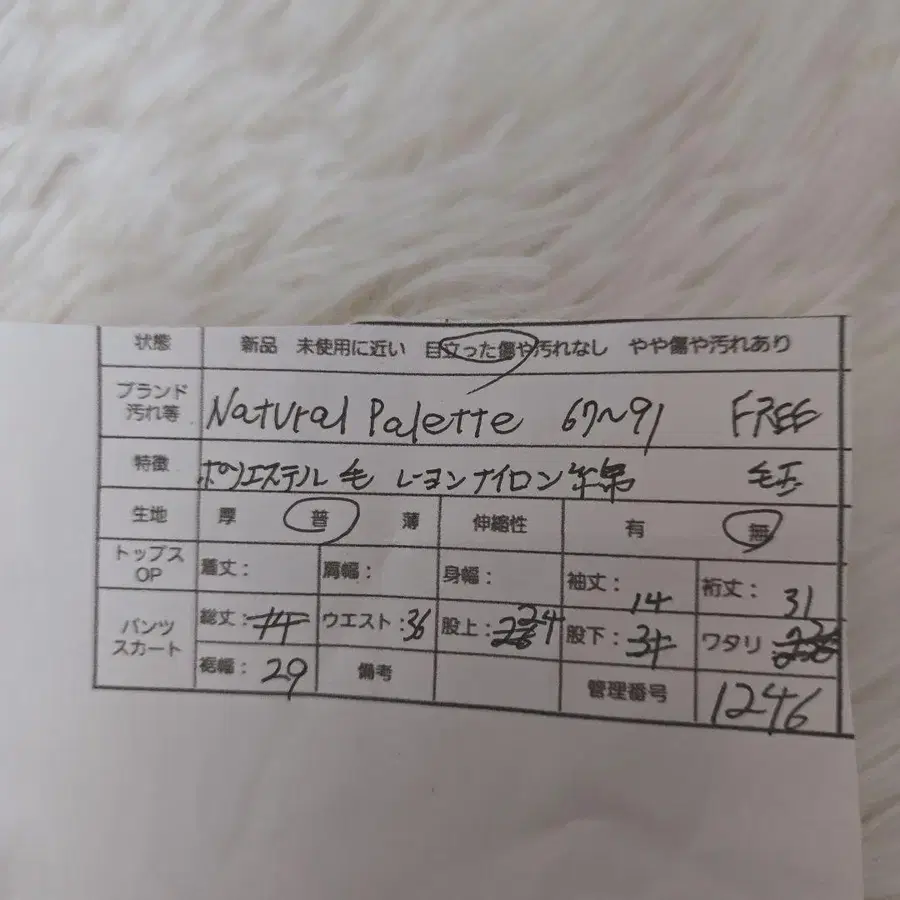 状態 新品 未使用に近い 目立った傷や汚れなし やや傷や汚れあり
ブランド
汚れ等 Natural Palette 67〜91 FREE
特徴 ポリエステル 毛 レーヨン ナイロン
生地 厚 普 薄 伸縮性 有 無
トップス
OP 着丈: 肩幅: 身幅: 袖丈: 14 裄丈: 31
パンツ
スカート 総丈: ウエスト:36 股上: 股下: ワタリ
裾幅: 29 備考 管理番号 1246